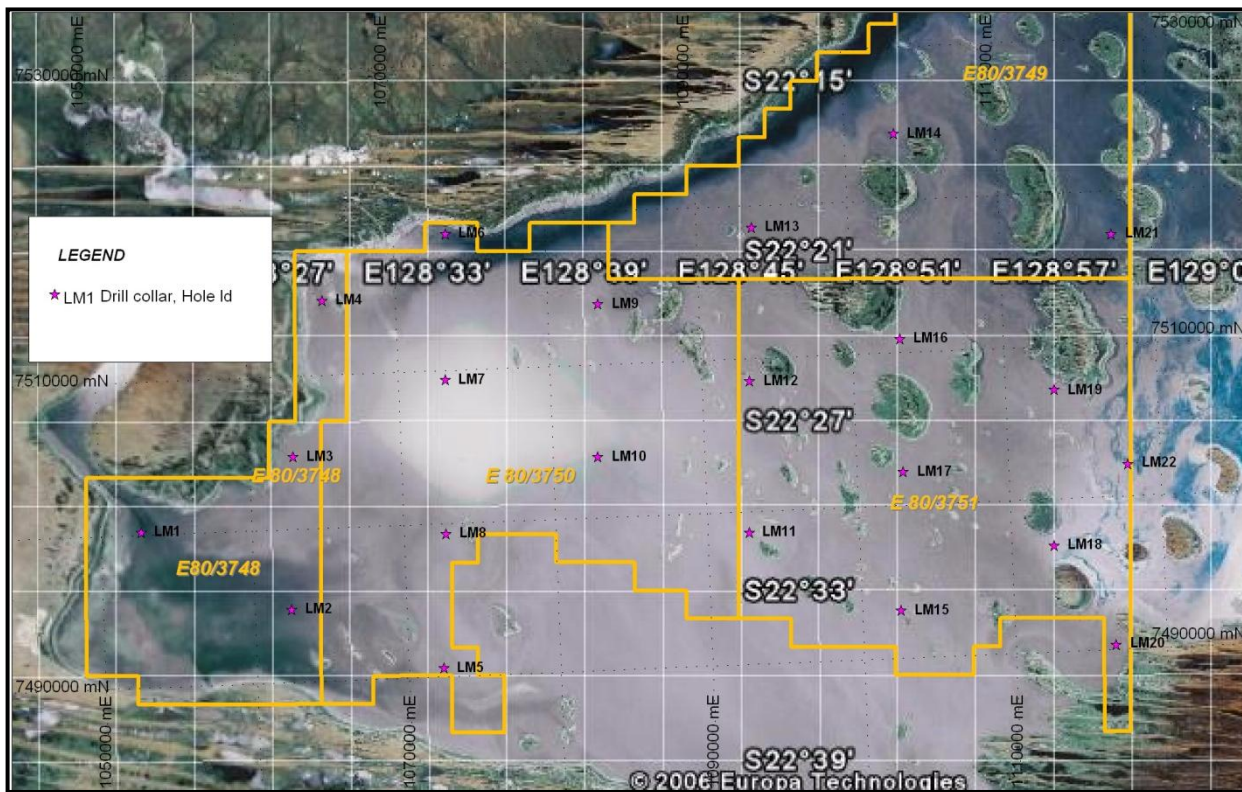 1050000 mE
1070000 mE
1090000 mE
1110000 mE
7530000 mN
7530000 mN
S22°15'
E80/3749
LM14
LM13
LM6
LM21
S22°21'
LEGEND
LM1 Drill collar, Hole Id
3°27'
E128°33'
E128°39'
E128°45'
E128°51'
E128°57'
E129°0
LM4
LM9
LM16
7510000 mN
7510000 mN
LM7
LM12
LM19
S22°27'
LM3
LM10
LM22
E 80/3748
E 80/3750
LM17
E 80/3751
LM1
LM8
LM11
LM18
E80/3748
S22°33'
LM2
LM15
7490000 mN
LM20
LM5
7490000 mN
1050000 mE
1070000 mE
1090000 mE
1110000 mE
S22°39'
© 2006 Europa Technologies